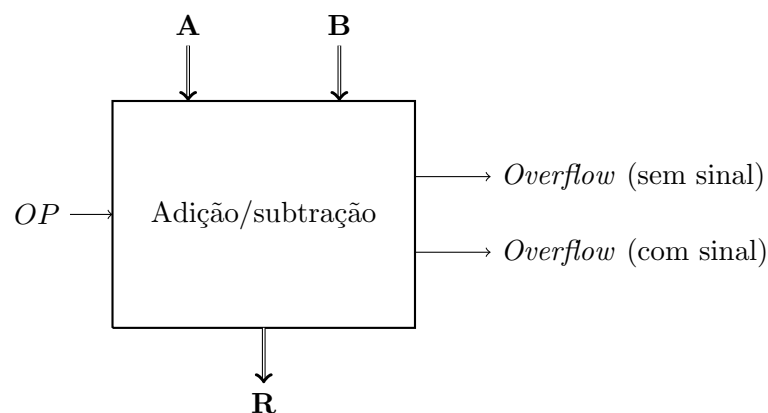 A
B
Overflow (sem sinal)
OP
Adição/subtração
Overflow (com sinal)
R